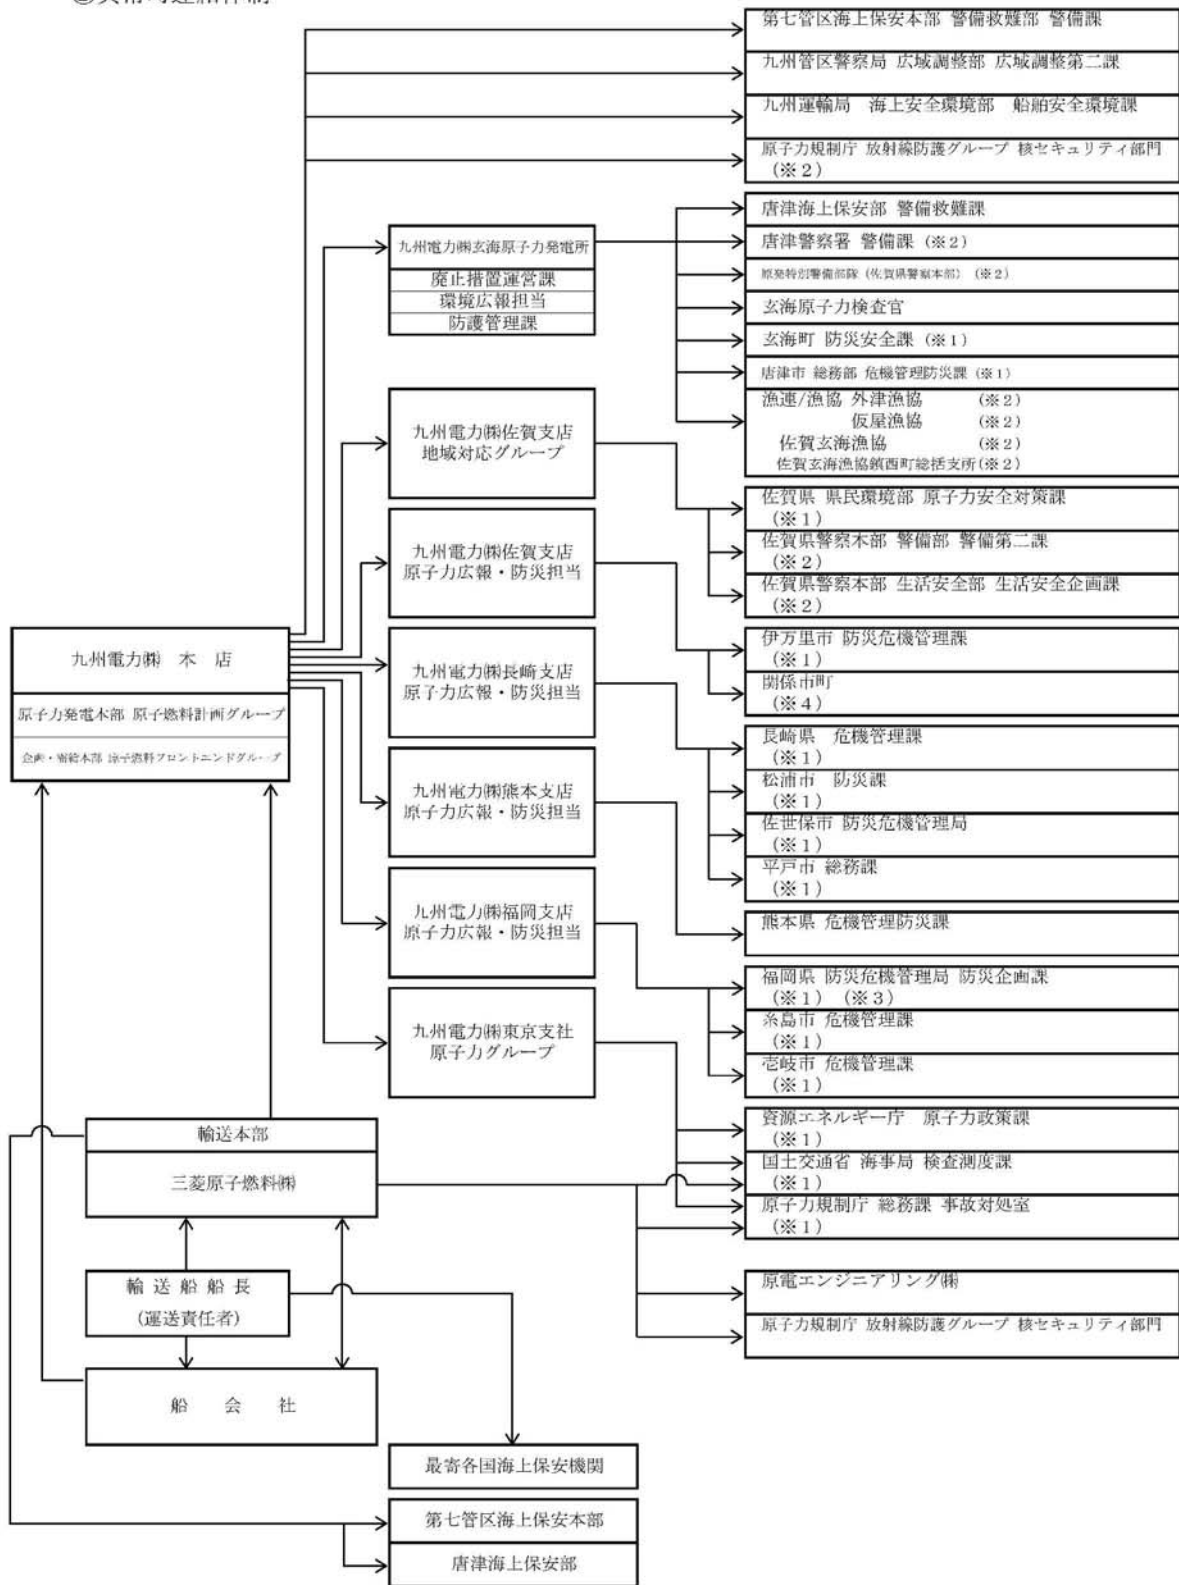 第七管区海上保安本部 警備救難部 警備課
九州管区警察局 広域調整部 広域調整第二課
九州運輸局 海上安全環境部 船舶安全環境課
原子力規制庁 放射線防護グループ 核セキュリティ部門
(※2)
九州電力㈱玄海原子力発電所
廃止措置運営課
環境広報担当
防護管理課
唐津海上保安部 警備救難課
唐津警察署 警備課 (※2)
原発特別警備部隊 (佐賀県警察本部) (※2)
玄海原子力検査官
玄海町 防災安全課 (※1)
唐津市 総務部 危機管理防災課 (※1)
漁連/漁協 外津漁協 (※2)
仮屋漁協 (※2)
佐賀玄海漁協 (※2)
佐賀玄海漁協鎮西町総括支所(※2)
九州電力㈱佐賀支店
地域対応グループ
佐賀県 県民環境部 原子力安全対策課
(※1)
佐賀県警察本部 警備部 警備第二課
(※2)
佐賀県警察本部 生活安全部 生活安全企画課
(※2)
九州電力㈱佐賀支店
原子力広報・防災担当
伊万里市 防災危機管理課
(※1)
関係市町
(※4)
九州電力㈱ 本 店
原子力発電本部 原子燃料計画グループ
企画・需給本部 原子燃料フロントエンドグループ
九州電力㈱長崎支店
原子力広報・防災担当
長崎県 危機管理課
(※1)
松浦市 防災課
(※1)
佐世保市 防災危機管理局
(※1)
平戸市 総務課
(※1)
九州電力㈱熊本支店
原子力広報・防災担当
熊本県 危機管理防災課
九州電力㈱福岡支店
原子力広報・防災担当
福岡県 防災危機管理局 防災企画課
(※1) (※3)
糸島市 危機管理課
(※1)
壱岐市 危機管理課
(※1)
九州電力㈱東京支社
原子力グループ
資源エネルギー庁 原子力政策課
(※1)
国土交通省 海事局 検査測度課
(※1)
原子力規制庁 総務課 事故対処室
(※1)
輸送本部
三菱原子燃料㈱
原電エンジニアリング㈱
原子力規制庁 放射線防護グループ 核セキュリティ部門
輸 送 船 船 長
(運送責任者)
船 会 社
最寄各国海上保安機関
第七管区海上保安本部
唐津海上保安部